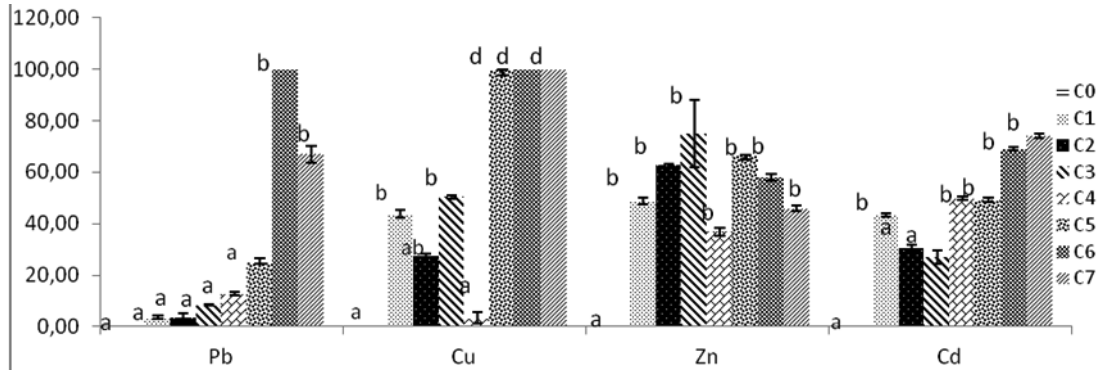 120,00
100,00
80,00
60,00
40,00
20,00
0,00
a a a a a a b b
a b ab b a d d d
a b b b b b b b
a b a a b b b b
Pb Cu Zn Cd
C0
C1
C2
C3
C4
C5
C6
C7